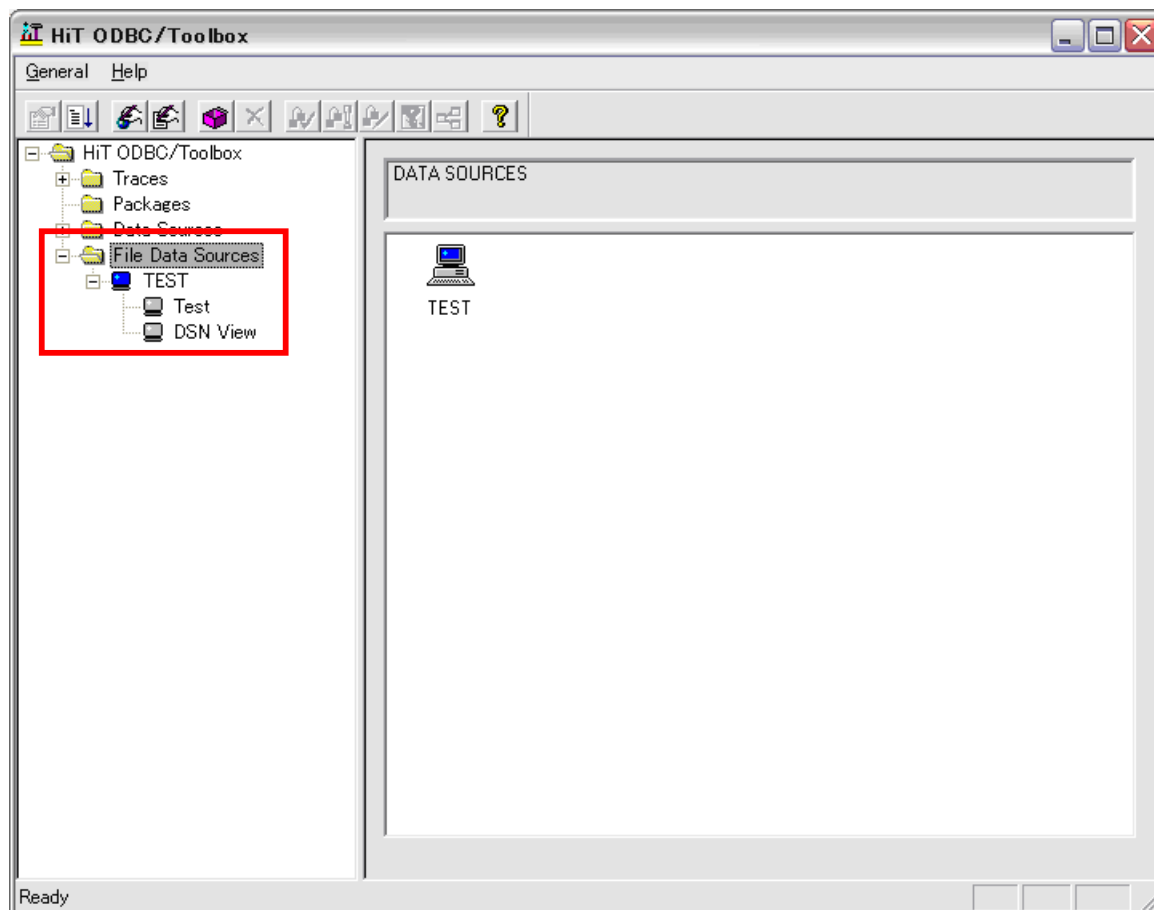 HiT ODBC/Toolbox
General Help
HiT ODBC/Toolbox
Traces
Packages
Data Sources
File Data Sources
TEST
Test
DSN View
DATA SOURCES
TEST
Ready